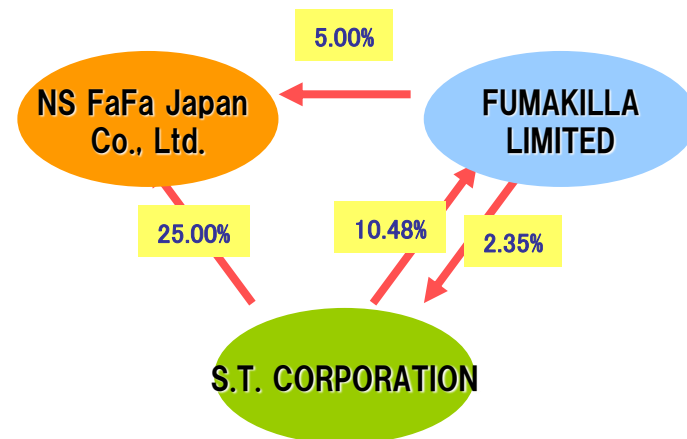 5.00%
NS FaFa Japan
Co., Ltd.
FUMAKILLA
LIMITED
25.00%
10.48%
2.35%
S.T. CORPORATION